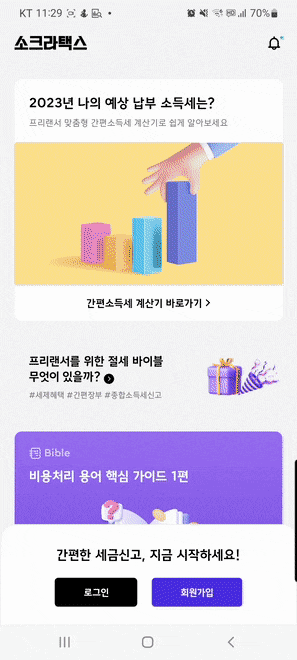 KT 11:29
70%
소크라택스
2023년 나의 예상 납부 소득세는?
프리랜서 맞춤형 간편소득세 계산기로 쉽게 알아보세요
간편소득세 계산기 바로가기 >
프리랜서를 위한 절세 바이블
무엇이 있을까?
#세제혜택 #간편장부 #종합소득세신고
Bible
비용처리 용어 핵심 가이드 1편
간편한 세금신고, 지금 시작하세요!
로그인
회원가입